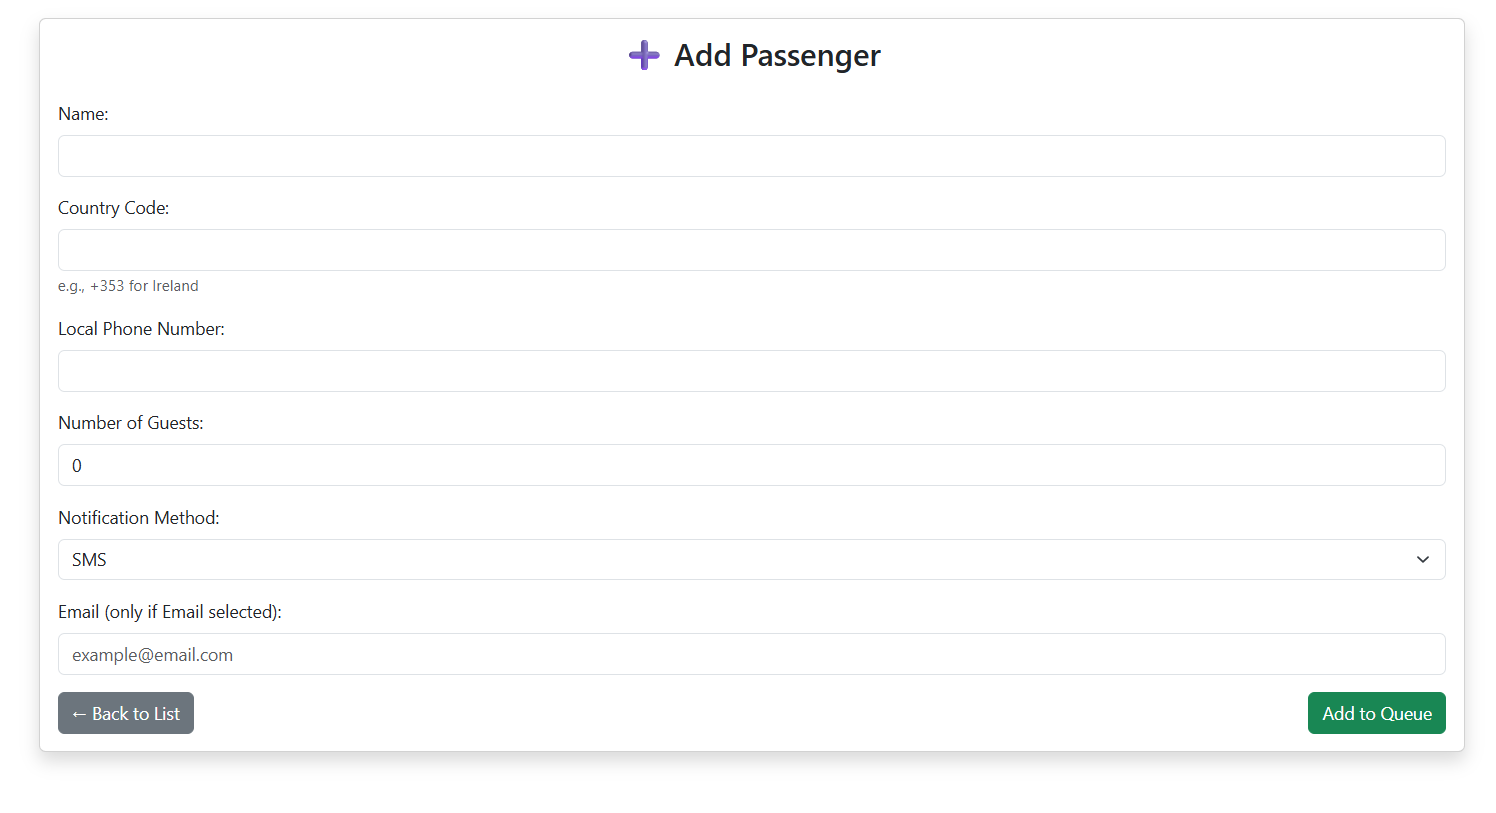 Add Passenger
Name:
Country Code:
e.g., +353 for Ireland
Local Phone Number:
Number of Guests:
0
Notification Method:
SMS
Email (only if Email selected):
example@email.com
← Back to List
Add to Queue